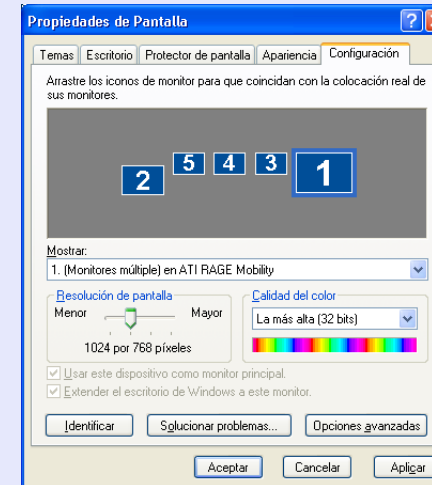 Propiedades de Pantalla
Temas Escritorio Protector de pantalla Apariencia Configuración
Arrastre los iconos de monitor para que coincidan con la colocación real de
sus monitores.
2 5 4 3 1
Mostrar:
1. (Monitores múltiple) en ATI RAGE Mobility
Resolución de pantalla
Menor Mayor
1024 por 768 píxeles
Calidad del color
La más alta (32 bits)
Usar este dispositivo como monitor principal.
Extender el escritorio de Windows a este monitor.
Identificar Solucionar problemas... Opciones avanzadas
Aceptar Cancelar Aplicar